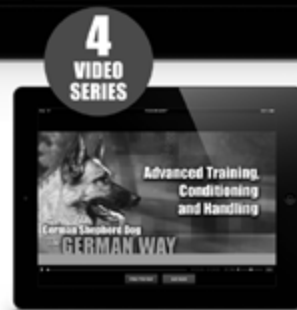 4
VIDEO
SERIES
Advanced Training,
Conditioning
and Handling
German Shepherd Dog
GERMAN WAY